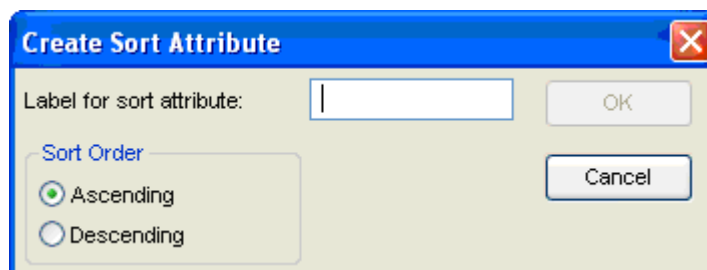 Create Sort Attribute
Label for sort attribute:
OK
Sort Order
Cancel
Ascending
Descending